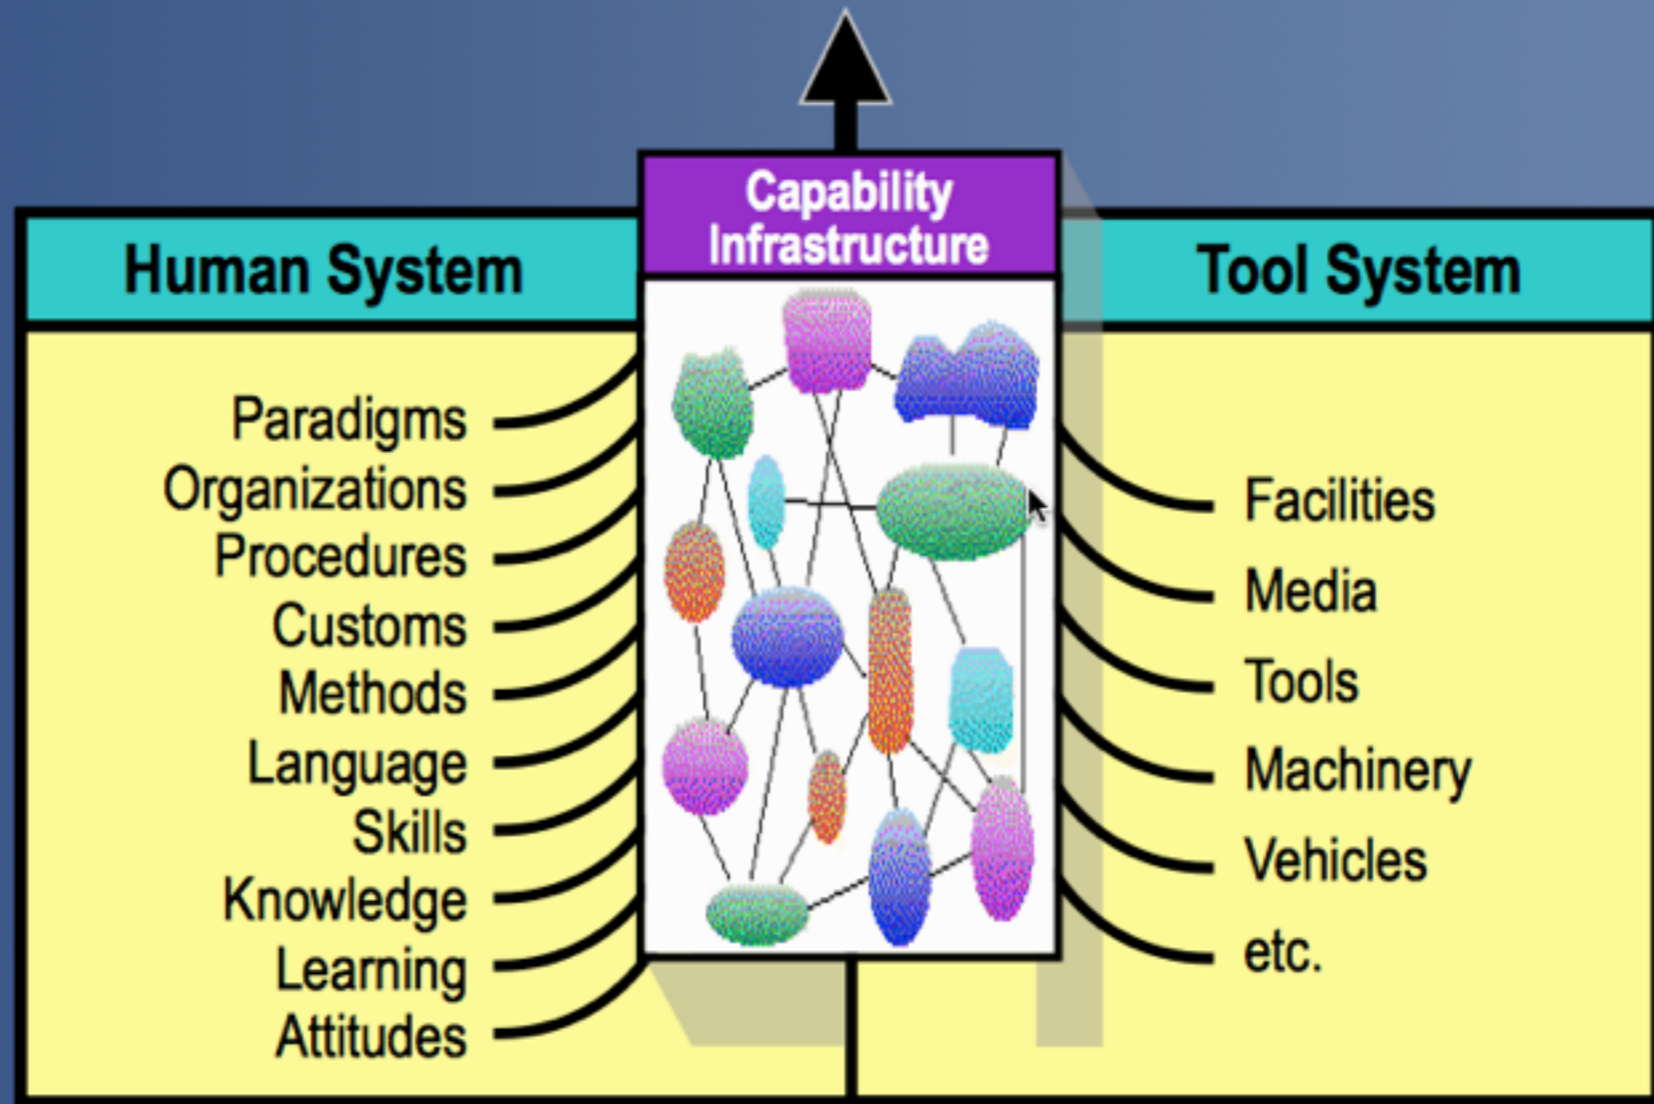 Capability
Infrastructure
Human System
Tool System
Paradigms
Organizations
Procedures
Customs
Methods
Language
Skills
Knowledge
Learning
Attitudes
Facilities
Media
Tools
Machinery
Vehicles
etc.